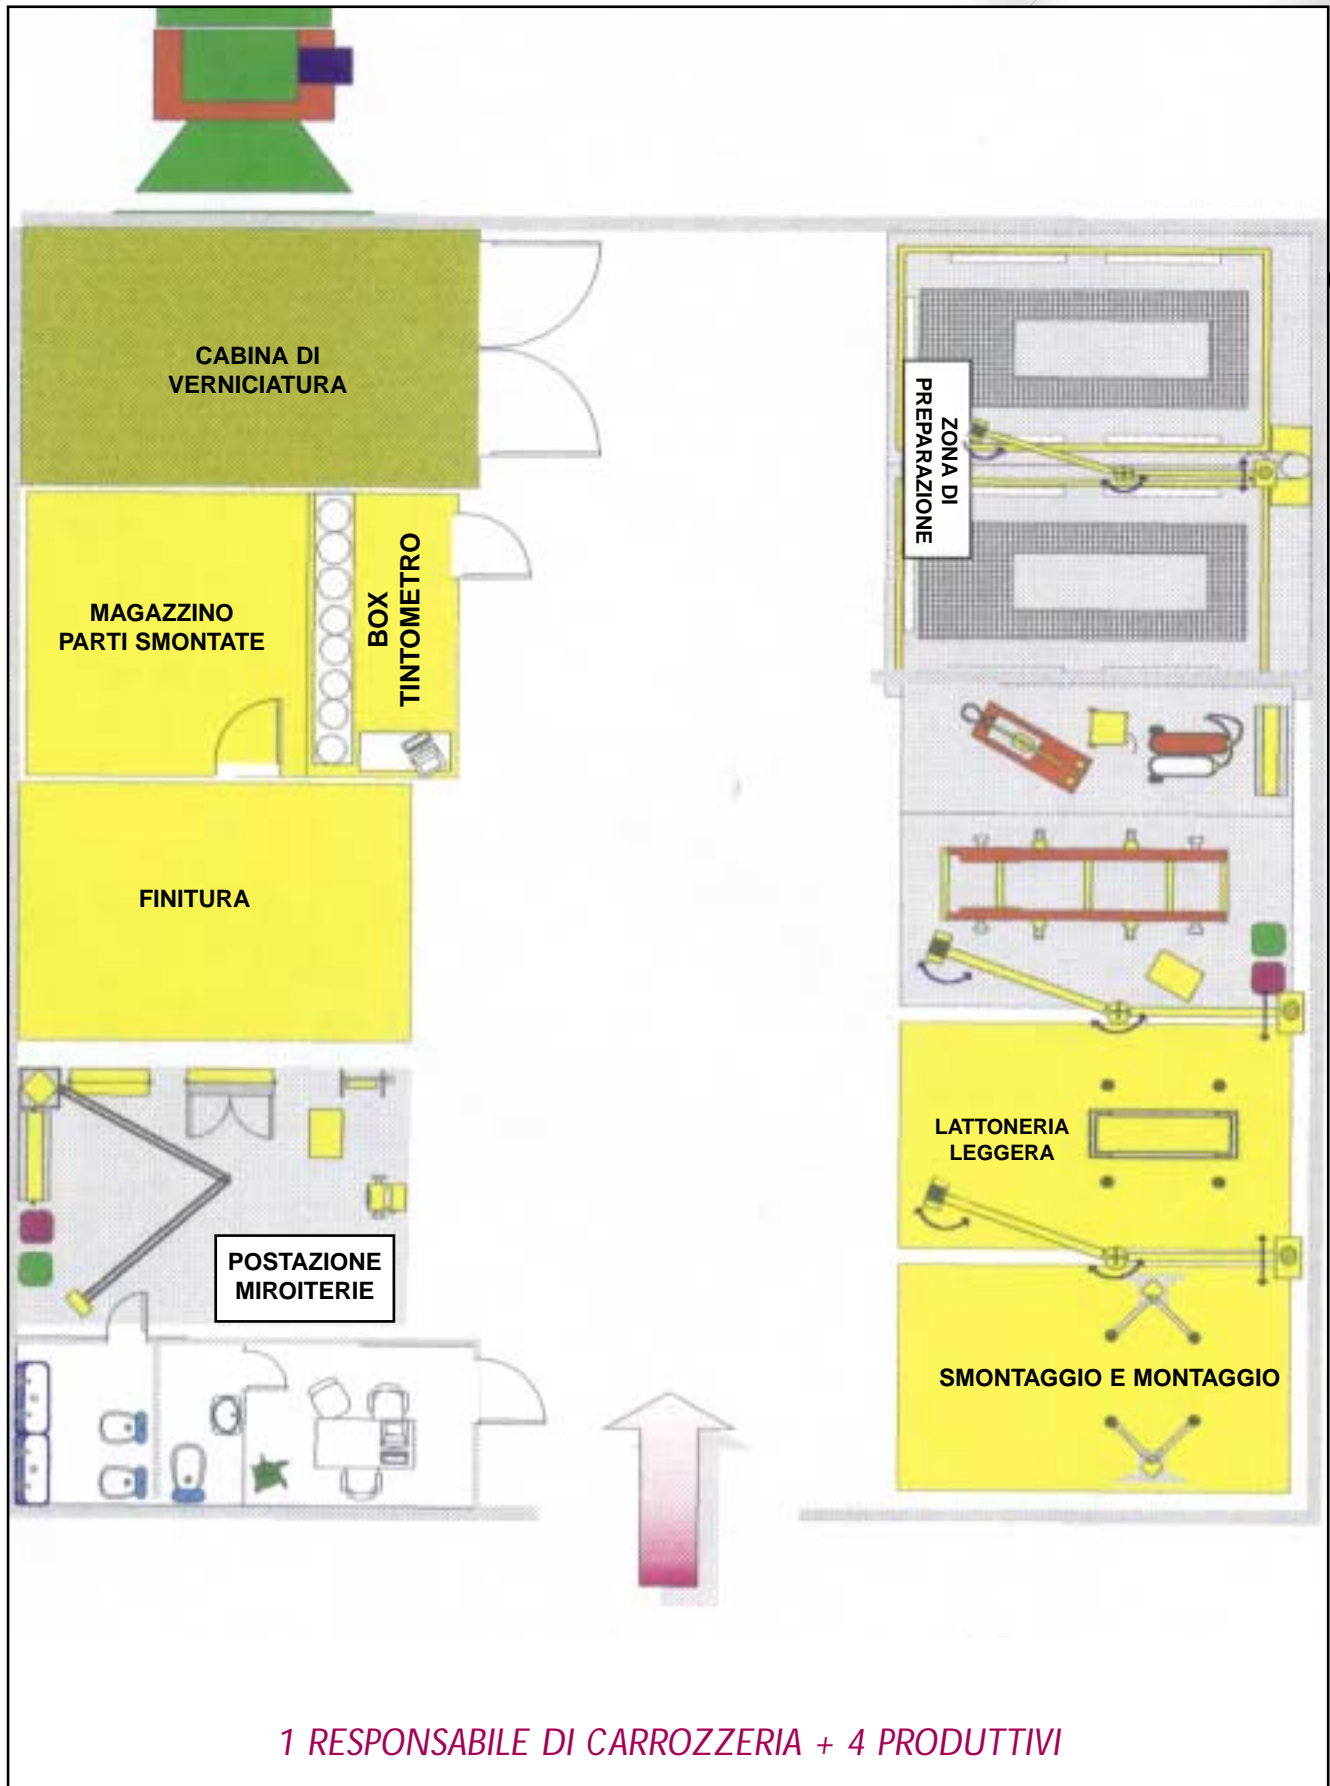 CABINA DI
VERNICIATURA
ZONA DI
PREPARAZIONE
MAGAZZINO
PARTI SMONTATE
BOX
TINTOMETRO
FINITURA
LATTONERIA
LEGGERA
POSTAZIONE
MIROITERIE
SMONTAGGIO E MONTAGGIO
1 RESPONSABILE DI CARROZZERIA + 4 PRODUTTIVI